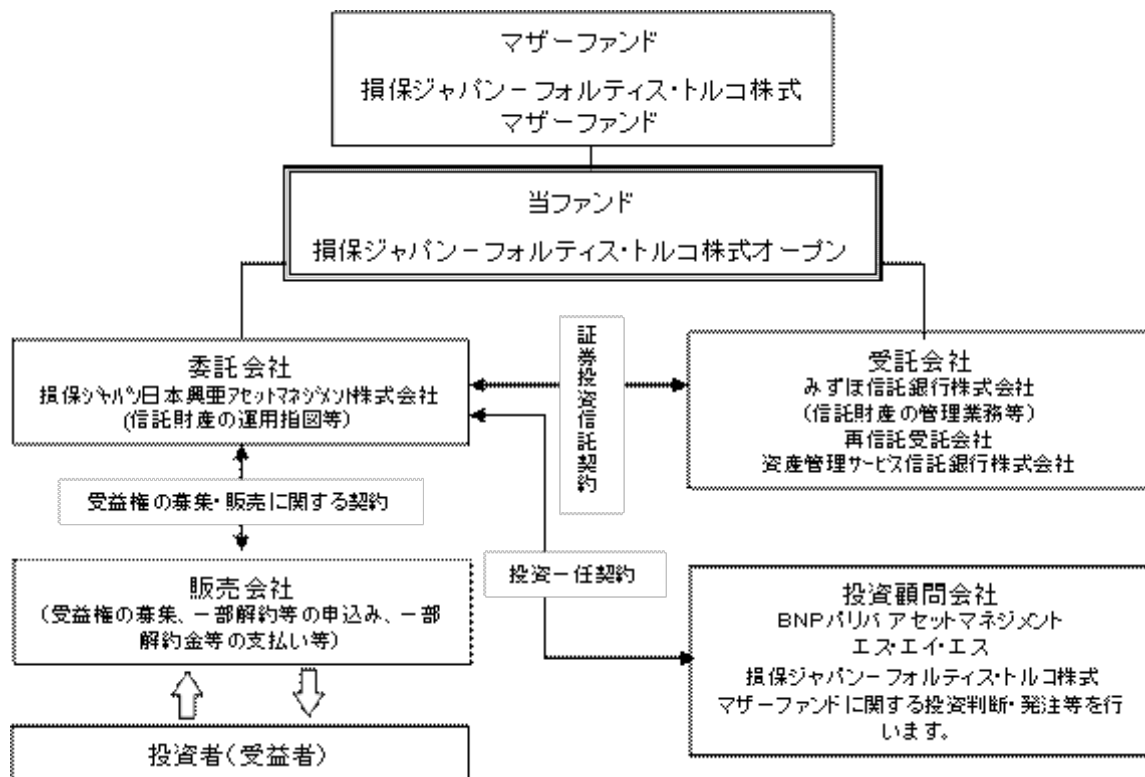 マザーファンド
損保ジャパン－フォルティス・トルコ株式
マザーファンド
当ファンド
損保ジャパン－フォルティス・トルコ株式オープン
委託会社
損保ｼﾞｬﾊﾟﾝ日本興亜ｱｾｯﾄﾏﾈｼﾞﾒﾝﾄ株式会社
(信託財産の運用指図等)
証券投資信託契約
受託会社
みずほ信託銀行株式会社
(信託財産の管理業務等)
再信託受託会社
資産管理サービス信託銀行株式会社
受益権の募集・販売に関する契約
投資一任契約
販売会社
(受益権の募集、一部解約等の申込み、一部
解約金等の支払い等)
投資顧問会社
BNPパリバ アセットマネジメント
エス・エイ・エス
損保ジャパン－フォルティス・トルコ株式
マザーファンドに関する投資判断・発注等を行
います。
投資者(受益者)